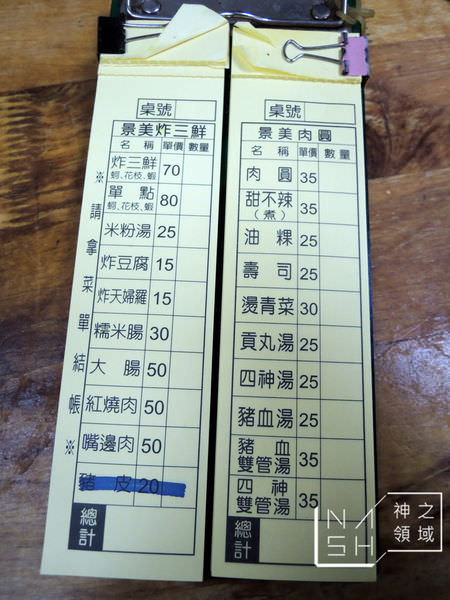 桌號
景美炸三鮮
名稱 單價 數量
炸三鮮 70
蚵、花枝、蝦
單點 80
蚵、花枝、蝦
米粉湯 25
炸豆腐 15
炸天婦羅 15
糯米腸 30
大腸 50
紅燒肉 50
嘴邊肉 50
豬皮 20
總計
※請拿菜單結帳※
桌號
景美肉圓
名稱 單價 數量
肉圓 35
甜不辣 35
(煮)
油粿 25
壽司 25
燙青菜 30
貢丸湯 25
四神湯 25
豬血湯 25
豬血
雙管湯 35
四神
雙管湯 35
總計
INASH
神之
領域